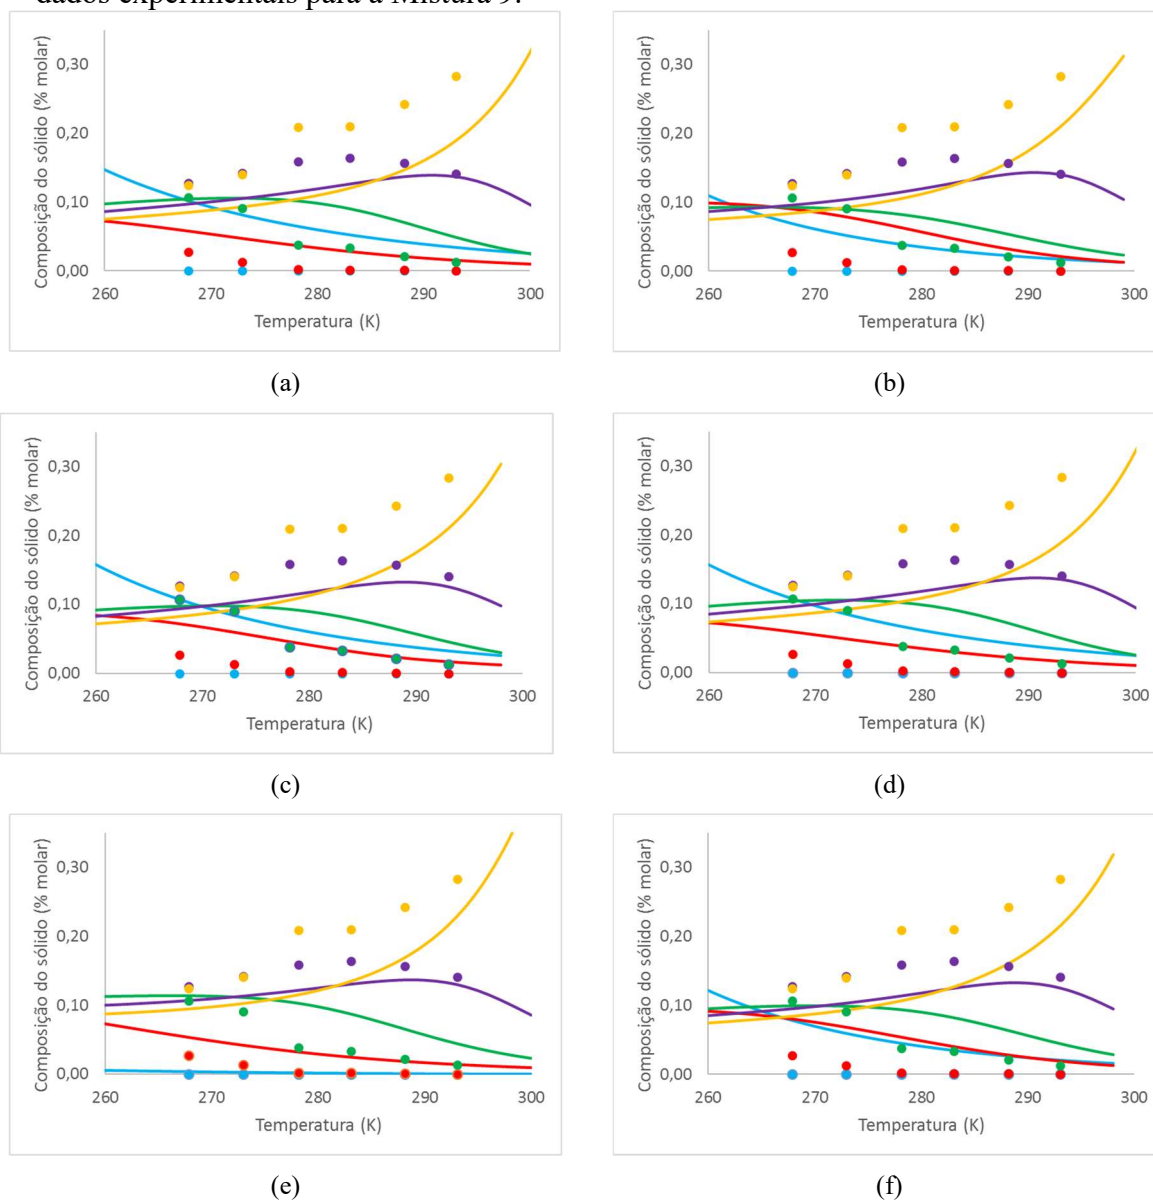 dados experimentais para a Mistura 9.
Composição do sólido (% molar)
0,30
0,20
0,10
0,00
260 270 280 290 300
Temperatura (K)
(a)
Composição do sólido (% molar)
0,30
0,20
0,10
0,00
260 270 280 290 300
Temperatura (K)
(b)
Composição do sólido (% molar)
0,30
0,20
0,10
0,00
260 270 280 290 300
Temperatura (K)
(c)
Composição do sólido (% molar)
0,30
0,20
0,10
0,00
260 270 280 290 300
Temperatura (K)
(d)
Composição do sólido (% molar)
0,30
0,20
0,10
0,00
260 270 280 290 300
Temperatura (K)
(e)
Composição do sólido (% molar)
0,30
0,20
0,10
0,00
260 270 280 290 300
Temperatura (K)
(f)